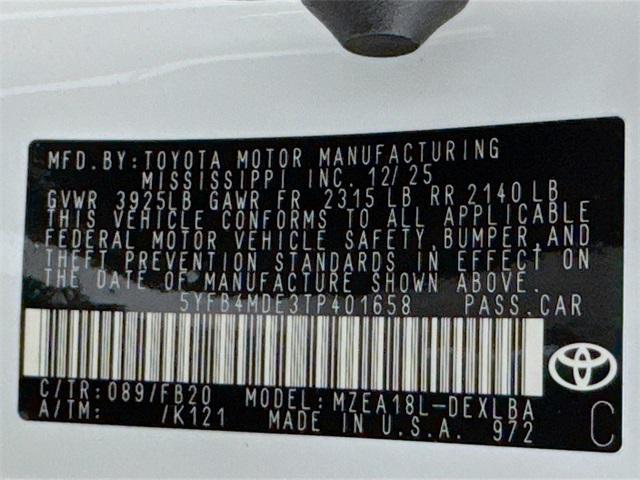 MFD. BY: TOYOTA MOTOR MANUFACTURING
MISSISSIPPI INC. 12/25
GVWR 3925LB GAWR FR 2315 LB RR 2140 LB
THIS VEHICLE CONFORMS TO ALL APPLICABLE
FEDERAL MOTOR VEHICLE SAFETY, BUMPER, AND
THEFT PREVENTION STANDARDS IN EFFECT ON
THE DATE OF MANUFACTURE SHOWN ABOVE.
5YFB4MDE3TP401658 PASS. CAR
C/TR: 089/FB20 MODEL: MZEA18L-DEXLBA
A/TM: /K121 MADE IN U.S.A. 972
C